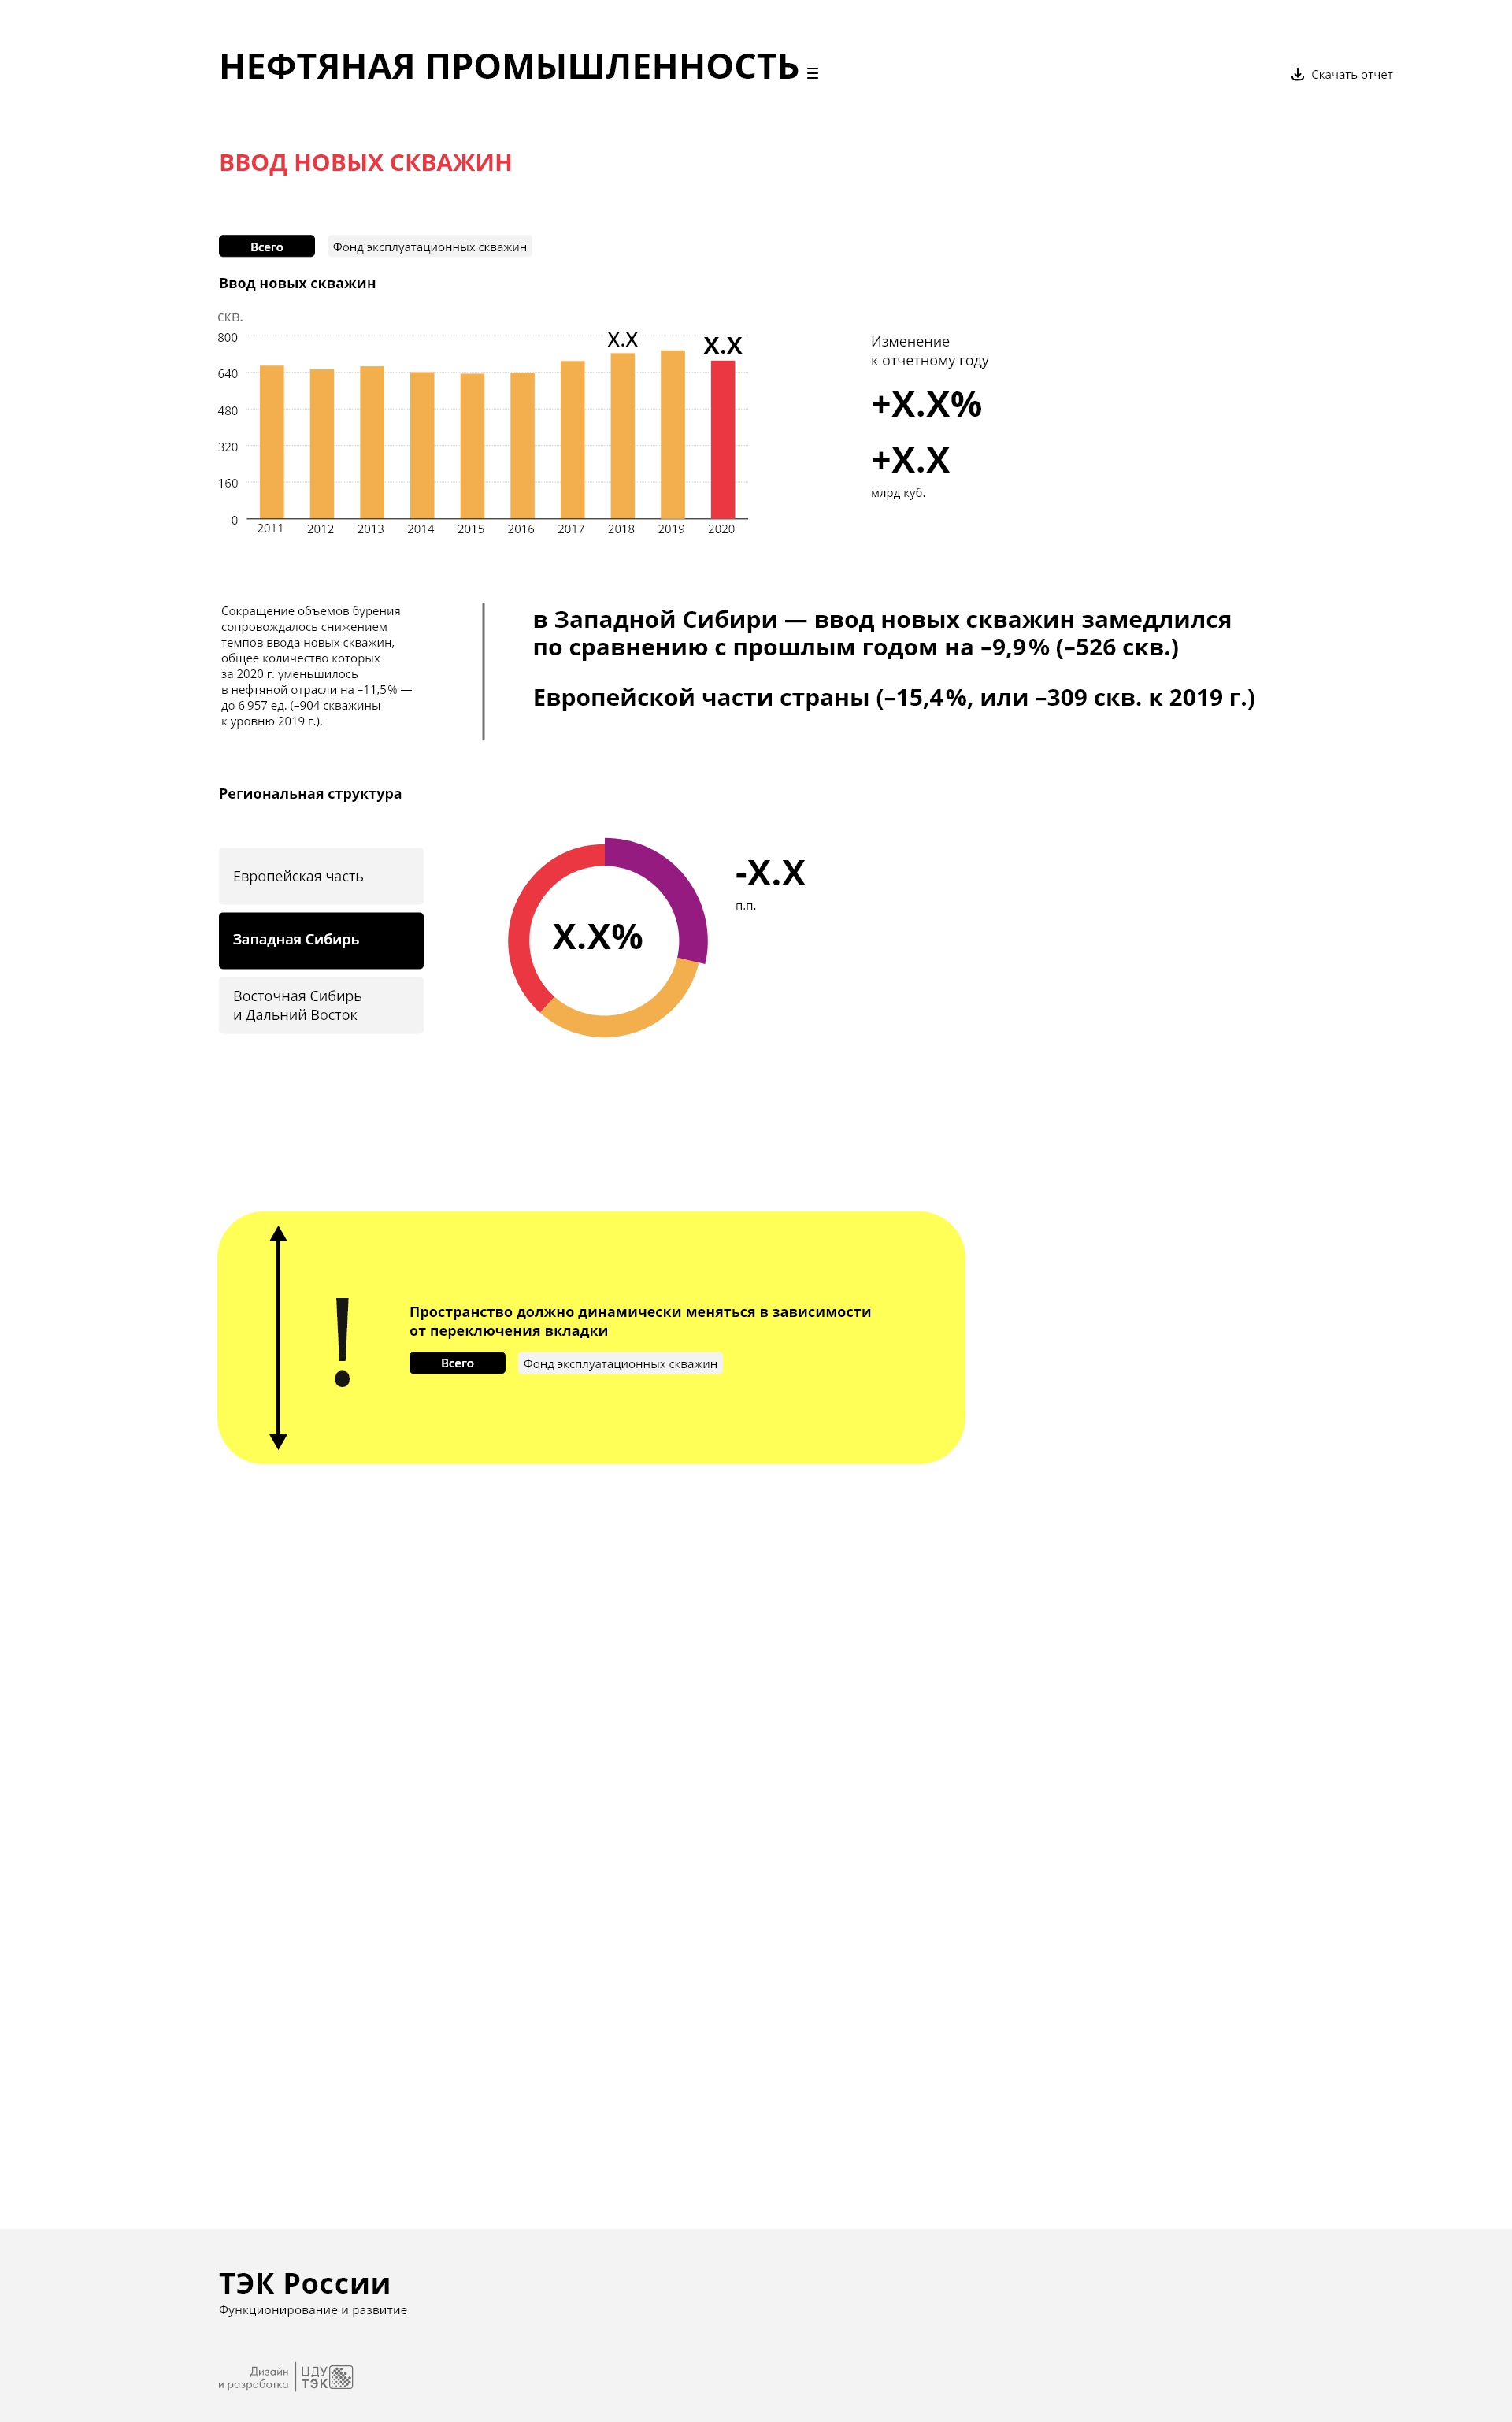 НЕФТЯНАЯ ПРОМЫШЛЕННОСТЬ
Скачать отчет
ВВОД НОВЫХ СКВАЖИН
Всего
Фонд эксплуатационных скважин
Ввод новых скважин
скв.
800
640
480
320
160
0
X.X
X.X
2011 2012 2013 2014 2015 2016 2017 2018 2019 2020
Изменение
к отчетному году
+X.X%
+X.X
млрд куб.
Сокращение объемов бурения
сопровождалось снижением
темпов ввода новых скважин,
общее количество которых
за 2020 г. уменьшилось
в нефтяной отрасли на –11,5% —
до 6 957 ед. (–904 скважины
к уровню 2019 г.).
в Западной Сибири — ввод новых скважин замедлился
по сравнению с прошлым годом на –9,9% (–526 скв.)
Европейской части страны (–15,4%, или –309 скв. к 2019 г.)
Региональная структура
Европейская часть
Западная Сибирь
Восточная Сибирь
и Дальний Восток
X.X%
-X.X
п.п.
!
Пространство должно динамически меняться в зависимости
от переключения вкладки
Всего
Фонд эксплуатационных скважин
ТЭК России
Функционирование и развитие
Дизайн
и разработка
ЦДУ
ТЭК